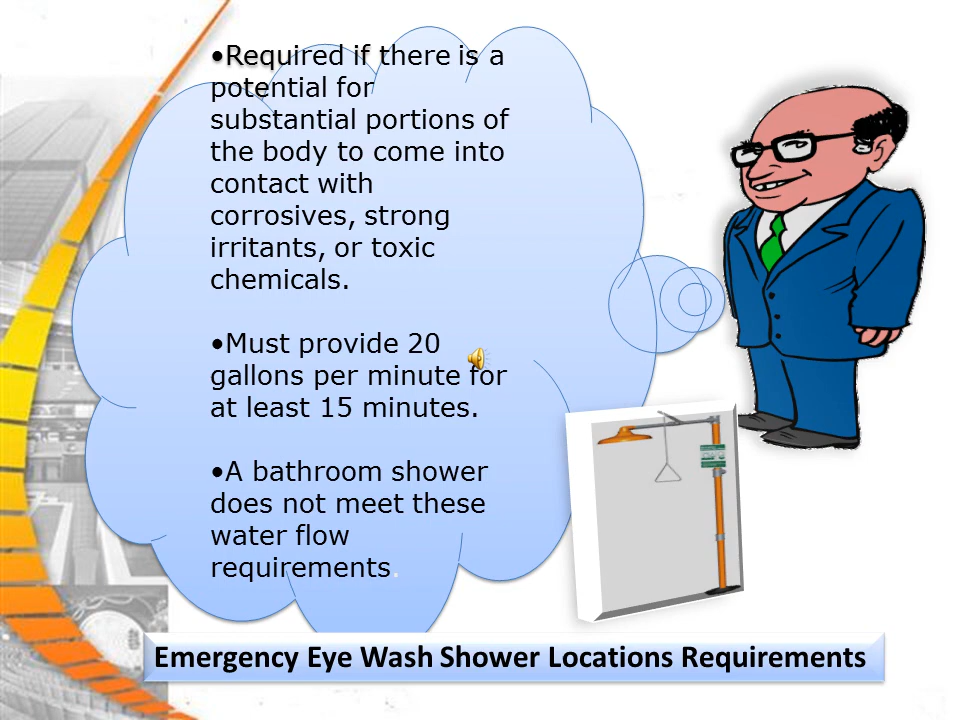 •Required if there is a
potential for
substantial portions of
the body to come into
contact with
corrosives, strong
irritants, or toxic
chemicals.
•Must provide 20
gallons per minute for
at least 15 minutes.
•A bathroom shower
does not meet these
water flow
requirements.
Emergency Eye Wash Shower Locations Requirements